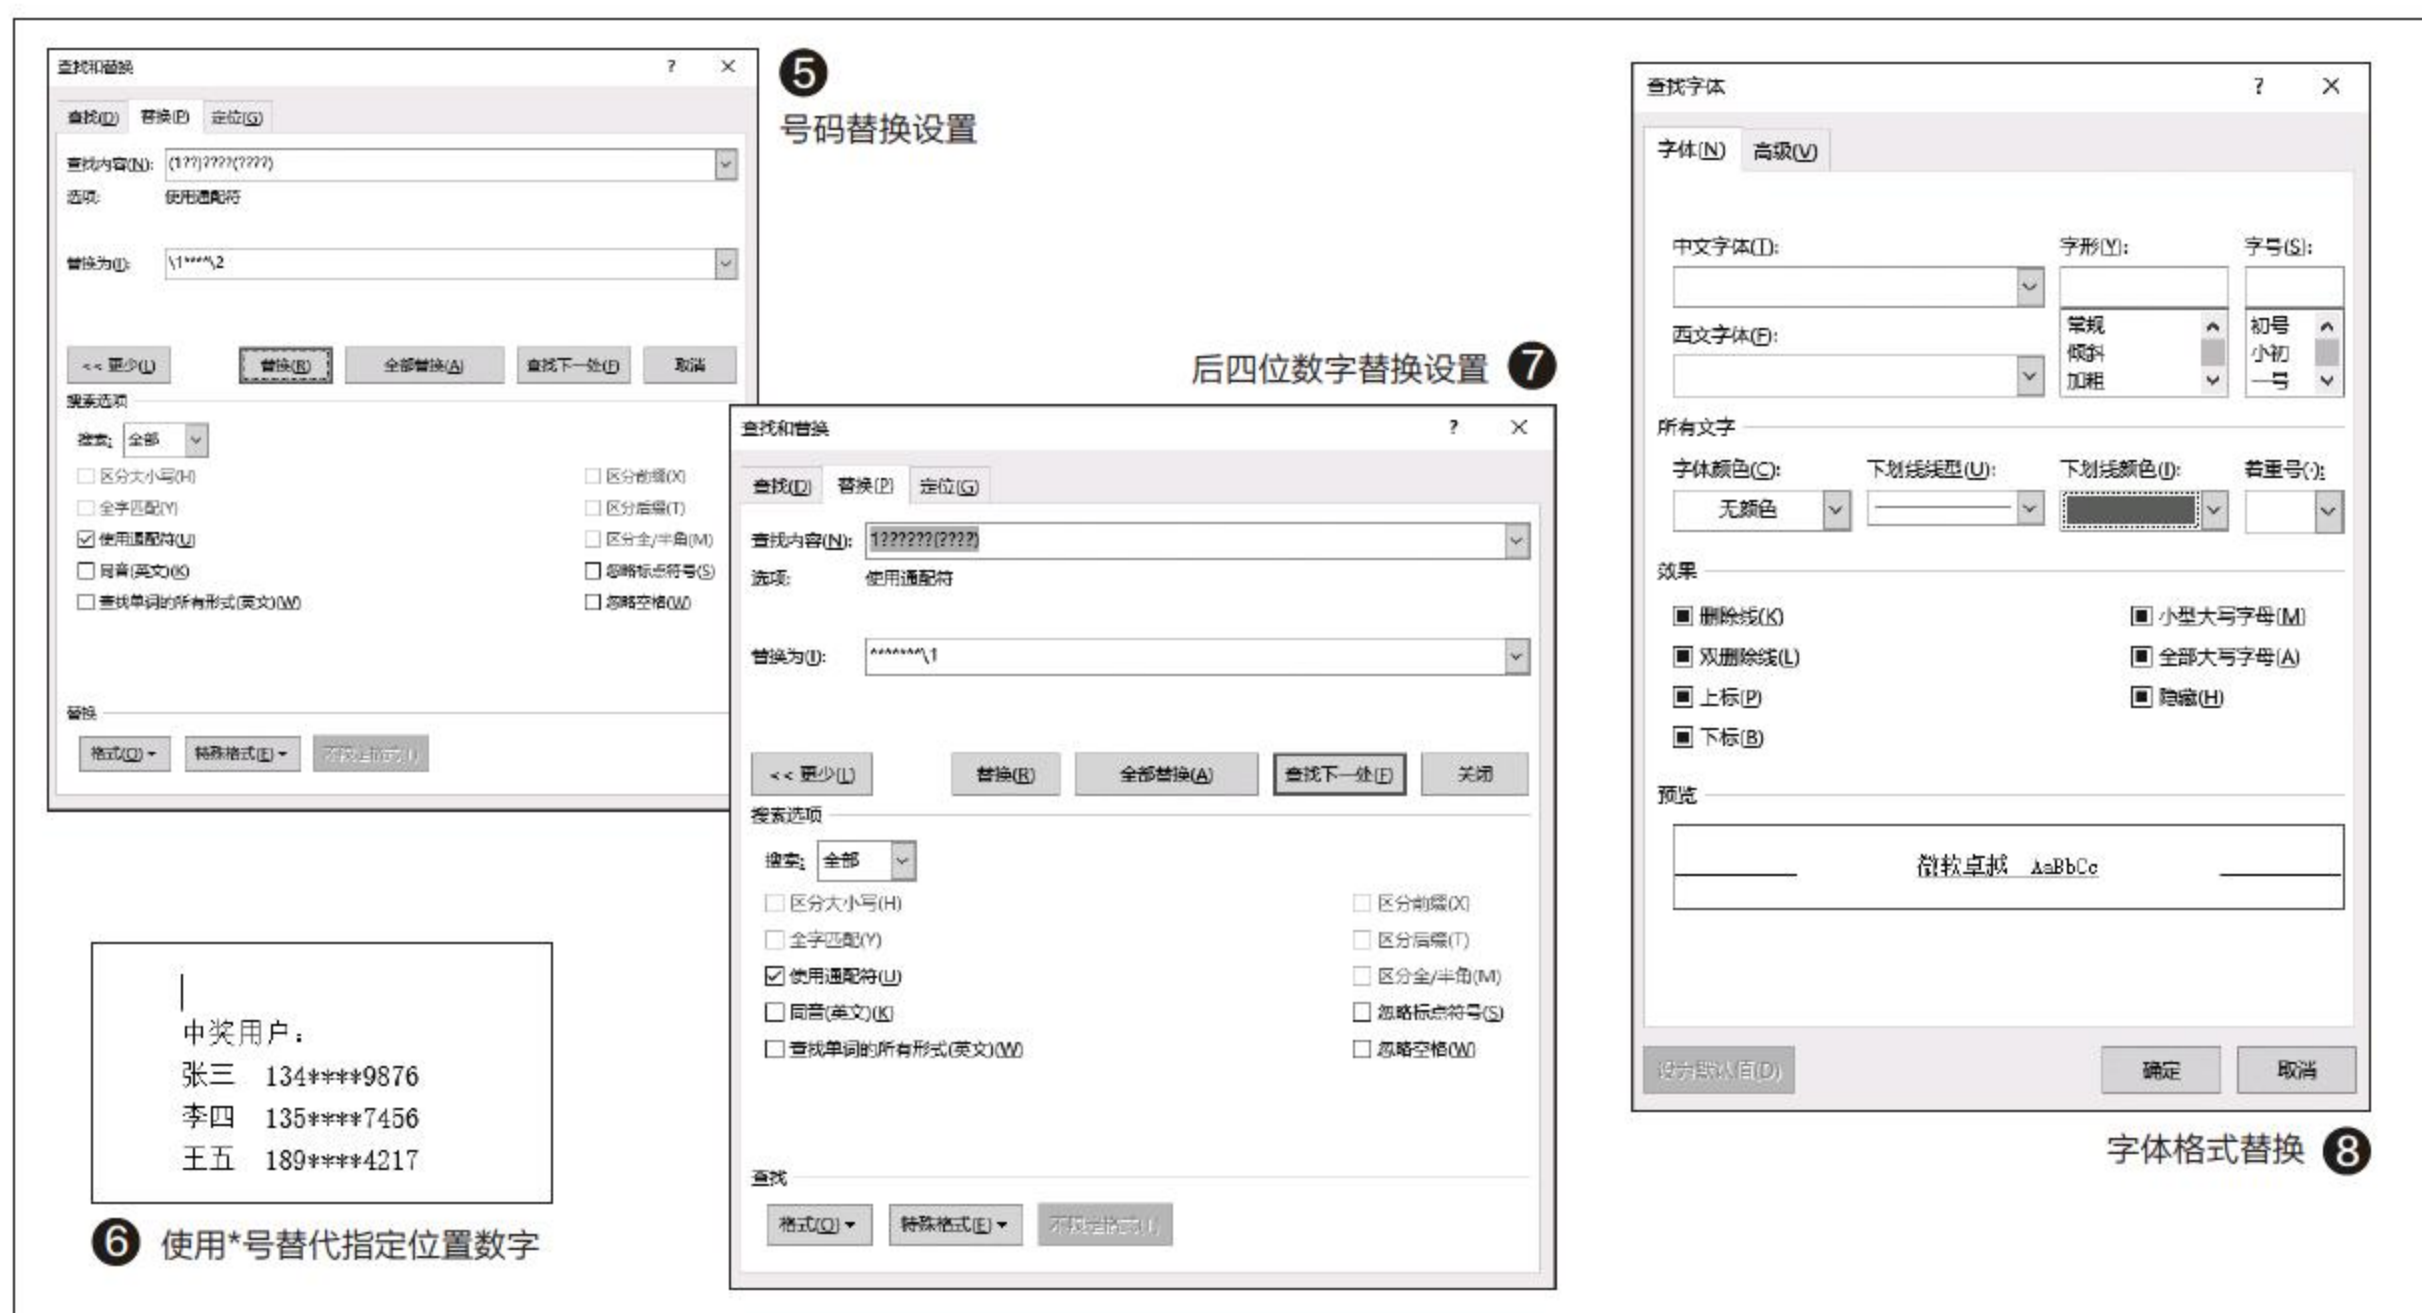 查找和替换
查找(D) 替换(P) 定位(G)
查找内容(N): (1??)????(????)
选项: 使用通配符
替换为(I): \1****\2
<< 更少(L) 替换(R) 全部替换(A) 查找下一处(F) 取消
搜索选项
搜索: 全部
区分大小写(H) 区分前缀(X)
全字匹配(Y) 区分后缀(T)
使用通配符(U) 区分全/半角(M)
同音(英文)(K) 忽略标点符号(S)
查找单词的所有形式(英文)(W) 忽略空格(W)
替换
格式(O) 特殊格式(E) 不限定格式(T)
5
号码替换设置
中奖用户:
张三 134****9876
李四 135****7456
王五 189****4217
6 使用*号替代指定位置数字
后四位数字替换设置 7
查找和替换
查找(D) 替换(P) 定位(G)
查找内容(N): 1??????(????)
选项: 使用通配符
替换为(I): *******\1
<< 更少(L) 替换(R) 全部替换(A) 查找下一处(F) 关闭
搜索选项
搜索: 全部
区分大小写(H) 区分前缀(X)
全字匹配(Y) 区分后缀(T)
使用通配符(U) 区分全/半角(M)
同音(英文)(K) 忽略标点符号(S)
查找单词的所有形式(英文)(W) 忽略空格(W)
查找
格式(O) 特殊格式(E) 不限定格式(T)
查找字体
字体(N) 高级(V)
中文字体(T): 字形(Y): 字号(S):
西文字体(F): 常规 初号
倾斜 小初
加粗 一号
所有文字
字体颜色(C): 下划线线型(U): 下划线颜色(I): 着重号(·):
无颜色
效果
删除线(K) 小型大写字母(M)
双删除线(L) 全部大写字母(A)
上标(P) 隐藏(H)
下标(B)
预览
微软卓越 AaBbCc
设为默认值(D) 确定 取消
字体格式替换 8